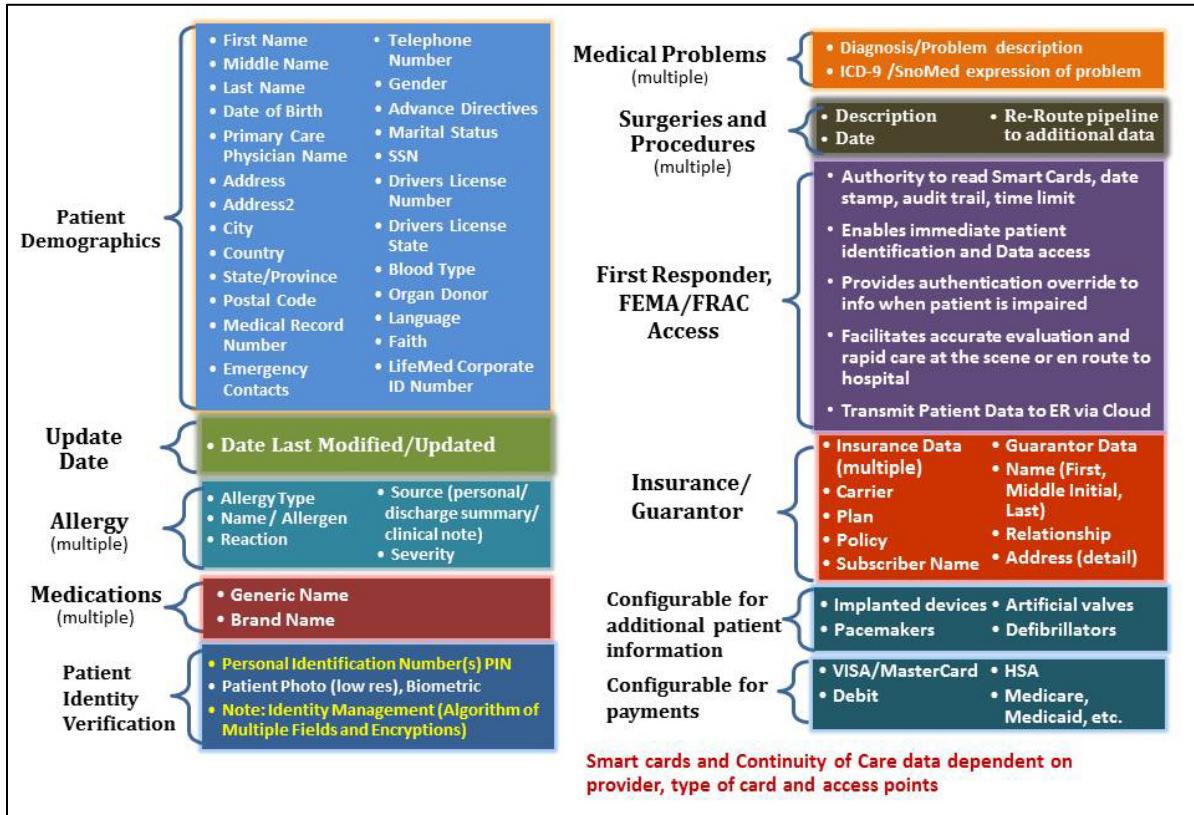 Patient
Demographics
• First Name
• Middle Name
• Last Name
• Date of Birth
• Primary Care
Physician Name
• Address
• Address2
• City
• Country
• State/Province
• Postal Code
• Medical Record
Number
• Emergency
Contacts
• Telephone
Number
• Gender
• Advance Directives
• Marital Status
• SSN
• Drivers License
Number
• Drivers License
State
• Blood Type
• Organ Donor
• Language
• Faith
• LifeMed Corporate
ID Number
Update
Date
• Date Last Modified/Updated
Allergy
(multiple)
• Allergy Type
• Name / Allergen
• Reaction
• Source (personal/
discharge summary/
clinical note)
• Severity
Medications
(multiple)
• Generic Name
• Brand Name
Patient
Identity
Verification
• Personal Identification Number(s) PIN
• Patient Photo (low res), Biometric
• Note: Identity Management (Algorithm of
Multiple Fields and Encryptions)
Medical Problems
(multiple)
• Diagnosis/Problem description
• ICD-9 /SnoMed expression of problem
Surgeries and
Procedures
(multiple)
• Description
• Date
• Re-Route pipeline
to additional data
First Responder,
FEMA/FRAC
Access
• Authority to read Smart Cards, date
stamp, audit trail, time limit
• Enables immediate patient
identification and Data access
• Provides authentication override to
info when patient is impaired
• Facilitates accurate evaluation and
rapid care at the scene or en route to
hospital
• Transmit Patient Data to ER via Cloud
Insurance/
Guarantor
• Insurance Data
(multiple)
• Carrier
• Plan
• Policy
• Subscriber Name
• Guarantor Data
• Name (First,
Middle Initial,
Last)
• Relationship
• Address (detail)
Configurable for
additional patient
information
• Implanted devices
• Pacemakers
• Artificial valves
• Defibrillators
Configurable for
payments
• VISA/MasterCard
• Debit
• HSA
• Medicare,
Medicaid, etc.
Smart cards and Continuity of Care data dependent on
provider, type of card and access points